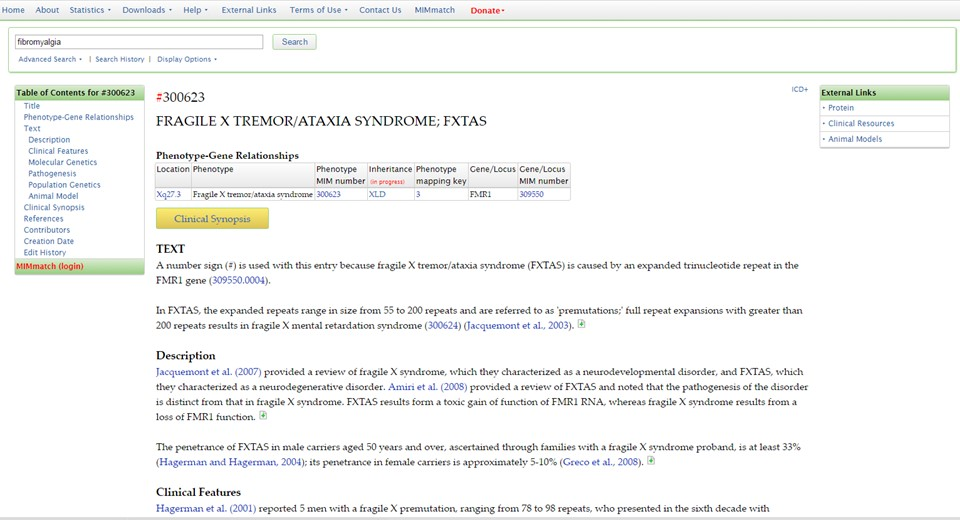 Home About Statistics Downloads Help External Links Terms of Use Contact Us MIMmatch Donate
fibromyalgia Search
Advanced Search Search History Display Options
Table of Contents for #300623
Title
Phenotype-Gene Relationships
Text
Description
Clinical Features
Molecular Genetics
Pathogenesis
Population Genetics
Animal Model
Clinical Synopsis
References
Contributors
Creation Date
Edit History
MIMmatch (login)
ICD+
#300623
FRAGILE X TREMOR/ATAXIA SYNDROME; FXTAS
Phenotype-Gene Relationships
Location Phenotype Phenotype MIM number Inheritance (in progress) Phenotype mapping key Gene/Locus Gene/Locus MIM number
Xq27.3 Fragile X tremor/ataxia syndrome 300623 XLD 3 FMR1 309550
Clinical Synopsis
TEXT
A number sign (#) is used with this entry because fragile X tremor/ataxia syndrome (FXTAS) is caused by an expanded trinucleotide repeat in the
FMR1 gene (309550.0004).
In FXTAS, the expanded repeats range in size from 55 to 200 repeats and are referred to as 'premutations;' full repeat expansions with greater than
200 repeats results in fragile X mental retardation syndrome (300624) (Jacquemont et al., 2003).
Description
Jacquemont et al. (2007) provided a review of fragile X syndrome, which they characterized as a neurodevelopmental disorder, and FXTAS, which
they characterized as a neurodegenerative disorder. Amiri et al. (2008) provided a review of FXTAS and noted that the pathogenesis of the disorder
is distinct from that in fragile X syndrome. FXTAS results form a toxic gain of function of FMR1 RNA, whereas fragile X syndrome results from a
loss of FMR1 function.
The penetrance of FXTAS in male carriers aged 50 years and over, ascertained through families with a fragile X syndrome proband, is at least 33%
(Hagerman and Hagerman, 2004); its penetrance in female carriers is approximately 5-10% (Greco et al., 2008).
Clinical Features
Hagerman et al. (2001) reported 5 men with a fragile X premutation, ranging from 78 to 98 repeats, who presented in the sixth decade with
External Links
Protein
Clinical Resources
Animal Models